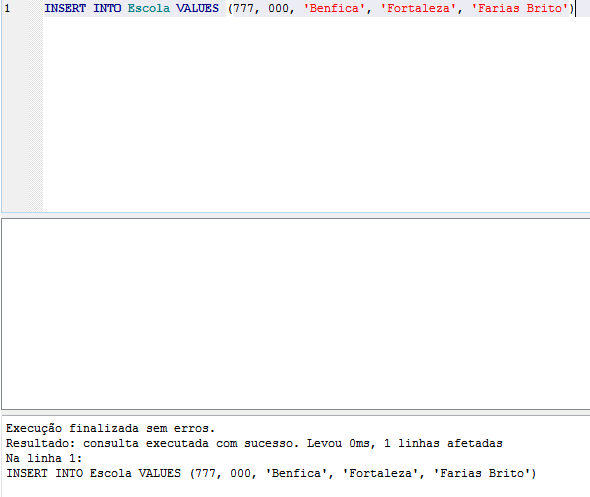 1 INSERT INTO Escola VALUES (777, 000, 'Benfica', 'Fortaleza', 'Farias Brito')
Execução finalizada sem erros.
Resultado: consulta executada com sucesso. Levou 0ms, 1 linhas afetadas
Na linha 1:
INSERT INTO Escola VALUES (777, 000, 'Benfica', 'Fortaleza', 'Farias Brito')